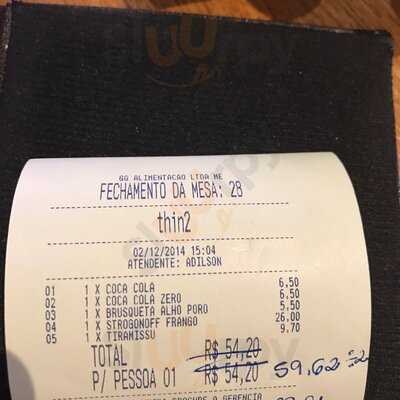 sluurpy
GG ALIMENTACAO LTDA ME
FECHAMENTO DA MESA: 28
thin2
02/12/2014 15:04
ATENDENTE: ADILSON
01 1 X COCA COLA 6.50
02 1 X COCA COLA ZERO 6.50
03 1 X BRUSQUETA ALHO PORO 5.50
04 1 X STROGONOFF FRANGO 26.00
05 1 X TIRAMISSU 9.70
TOTAL R$ 54,20
P/ PESSOA 01 R$ 54,20 59,62
GERENCIA